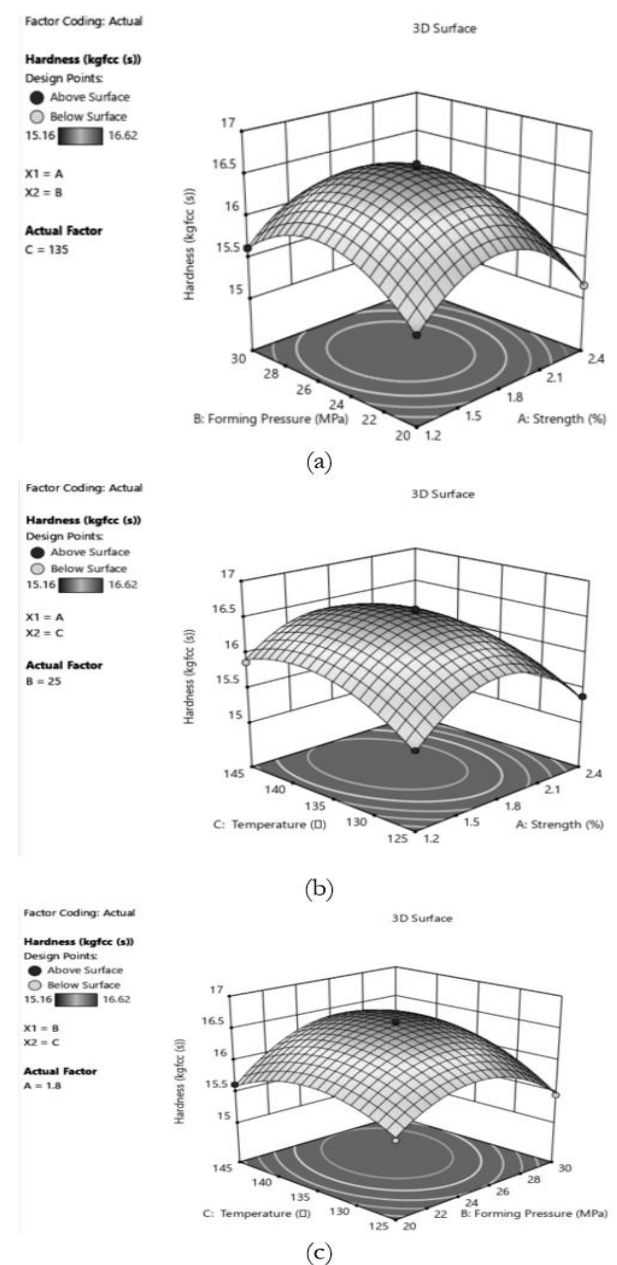 Factor Coding: Actual
3D Surface
Hardness (kgfcc (s))
Design Points:
Above Surface
Below Surface
15.16 16.62
X1 = A
X2 = B
Actual Factor
C = 135
Hardness (kgfcc (s))
17
16.5
16
15.5
15
30
28
26
24
22
20
1.2
1.5
1.8
2.1
2.4
B: Forming Pressure (MPa)
A: Strength (%)
(a)
Factor Coding: Actual
3D Surface
Hardness (kgfcc (s))
Design Points:
Above Surface
Below Surface
15.16 16.62
X1 = A
X2 = C
Actual Factor
B = 25
Hardness (kgfcc (s))
17
16.5
16
15.5
15
145
140
135
130
125
1.2
1.5
1.8
2.1
2.4
C: Temperature (□)
A: Strength (%)
(b)
Factor Coding: Actual
3D Surface
Hardness (kgfcc (s))
Design Points:
Above Surface
Below Surface
15.16 16.62
X1 = B
X2 = C
Actual Factor
A = 1.8
Hardness (kgfcc (s))
17
16.5
16
15.5
15
145
140
135
130
125
20
22
24
26
28
30
C: Temperature (□)
B: Forming Pressure (MPa)
(c)